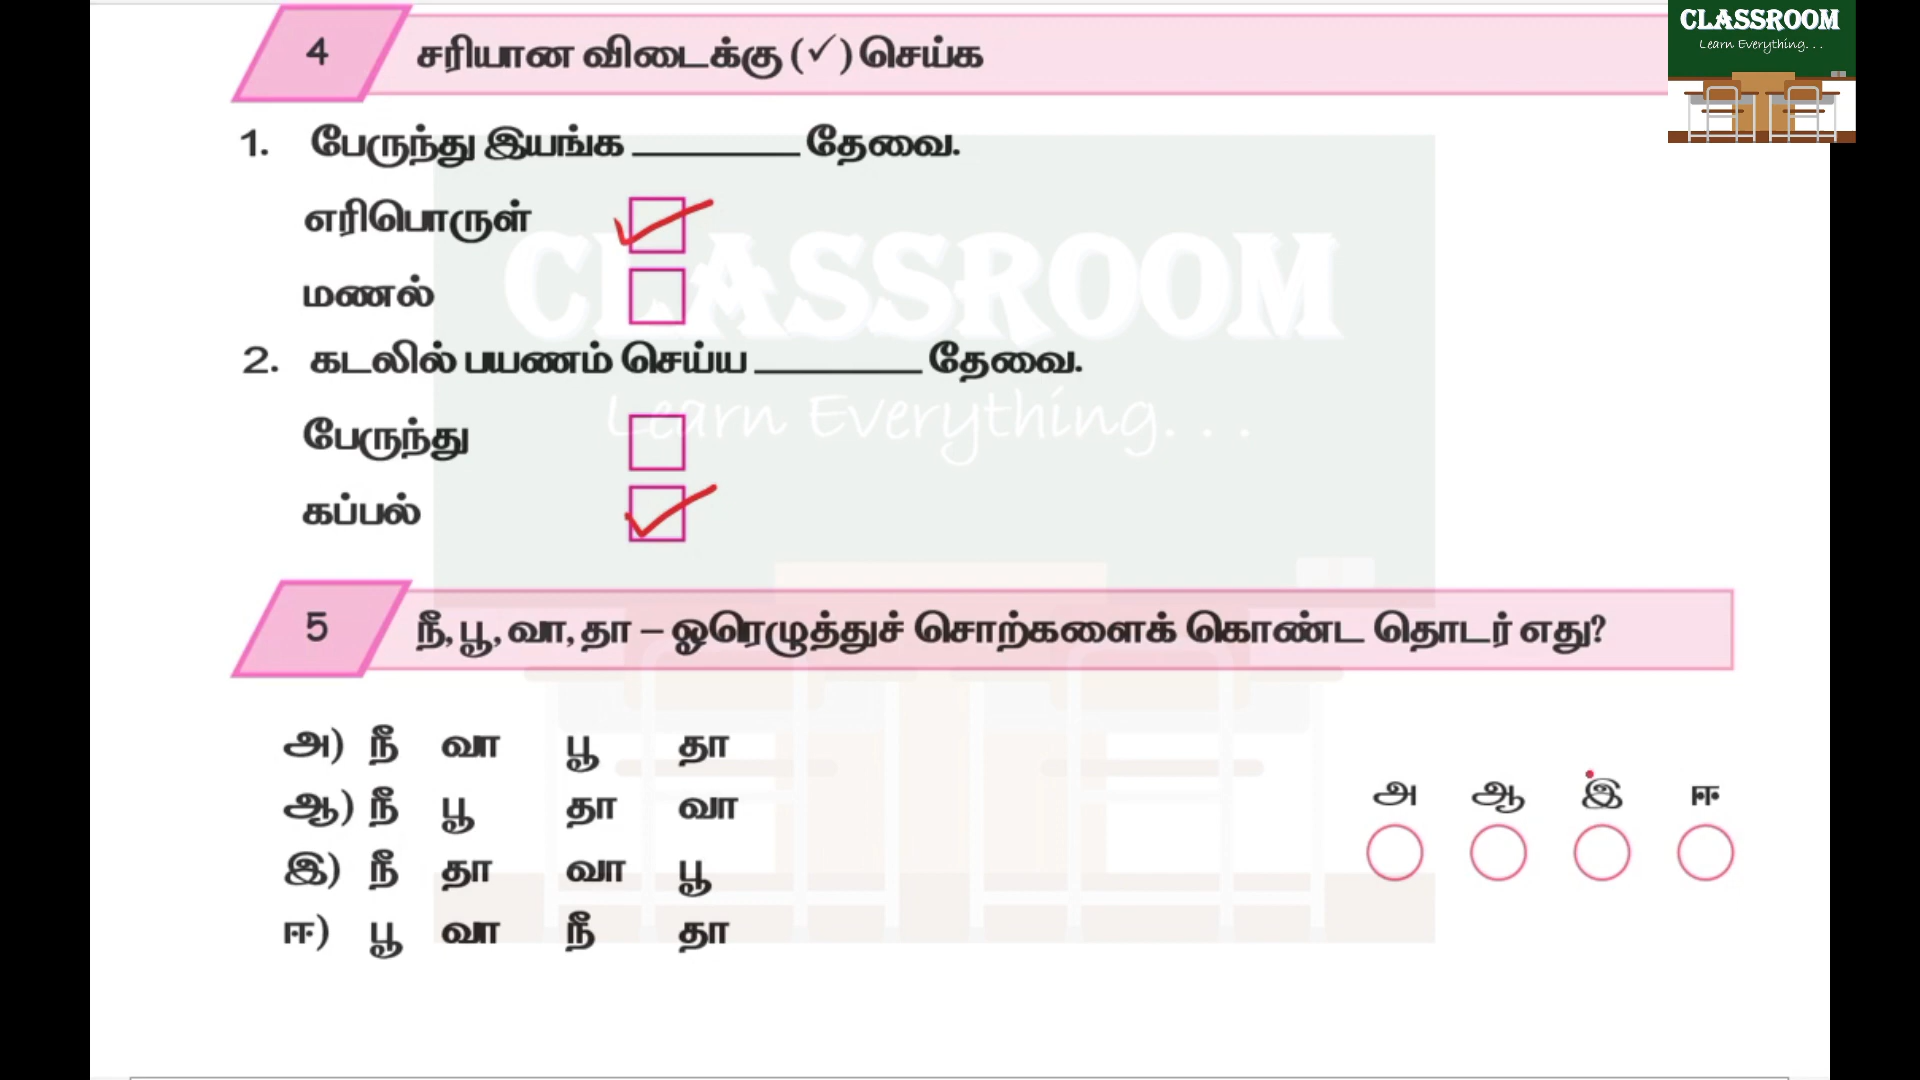 CLASSROOM
Learn Everything. . .
4 சரியான விடைக்கு (✓) செய்க
1. பேருந்து இயங்க ________ தேவை.
எரிபொருள்
மணல்
2. கடலில் பயணம் செய்ய ________ தேவை.
பேருந்து
கப்பல்
CLASSROOM
Learn Everything. . .
5 நீ, பூ, வா, தா – ஓரெழுத்துச் சொற்களைக் கொண்ட தொடர் எது?
அ) நீ வா பூ தா
ஆ) நீ பூ தா வா
இ) நீ தா வா பூ
ஈ) பூ வா நீ தா
அ ஆ இ ஈ